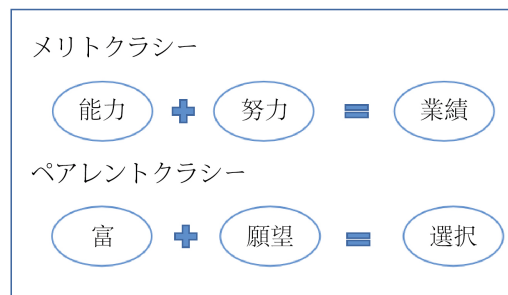 メリトクラシー
能力 + 努力 = 業績
ペアレントクラシー
富 + 願望 = 選択